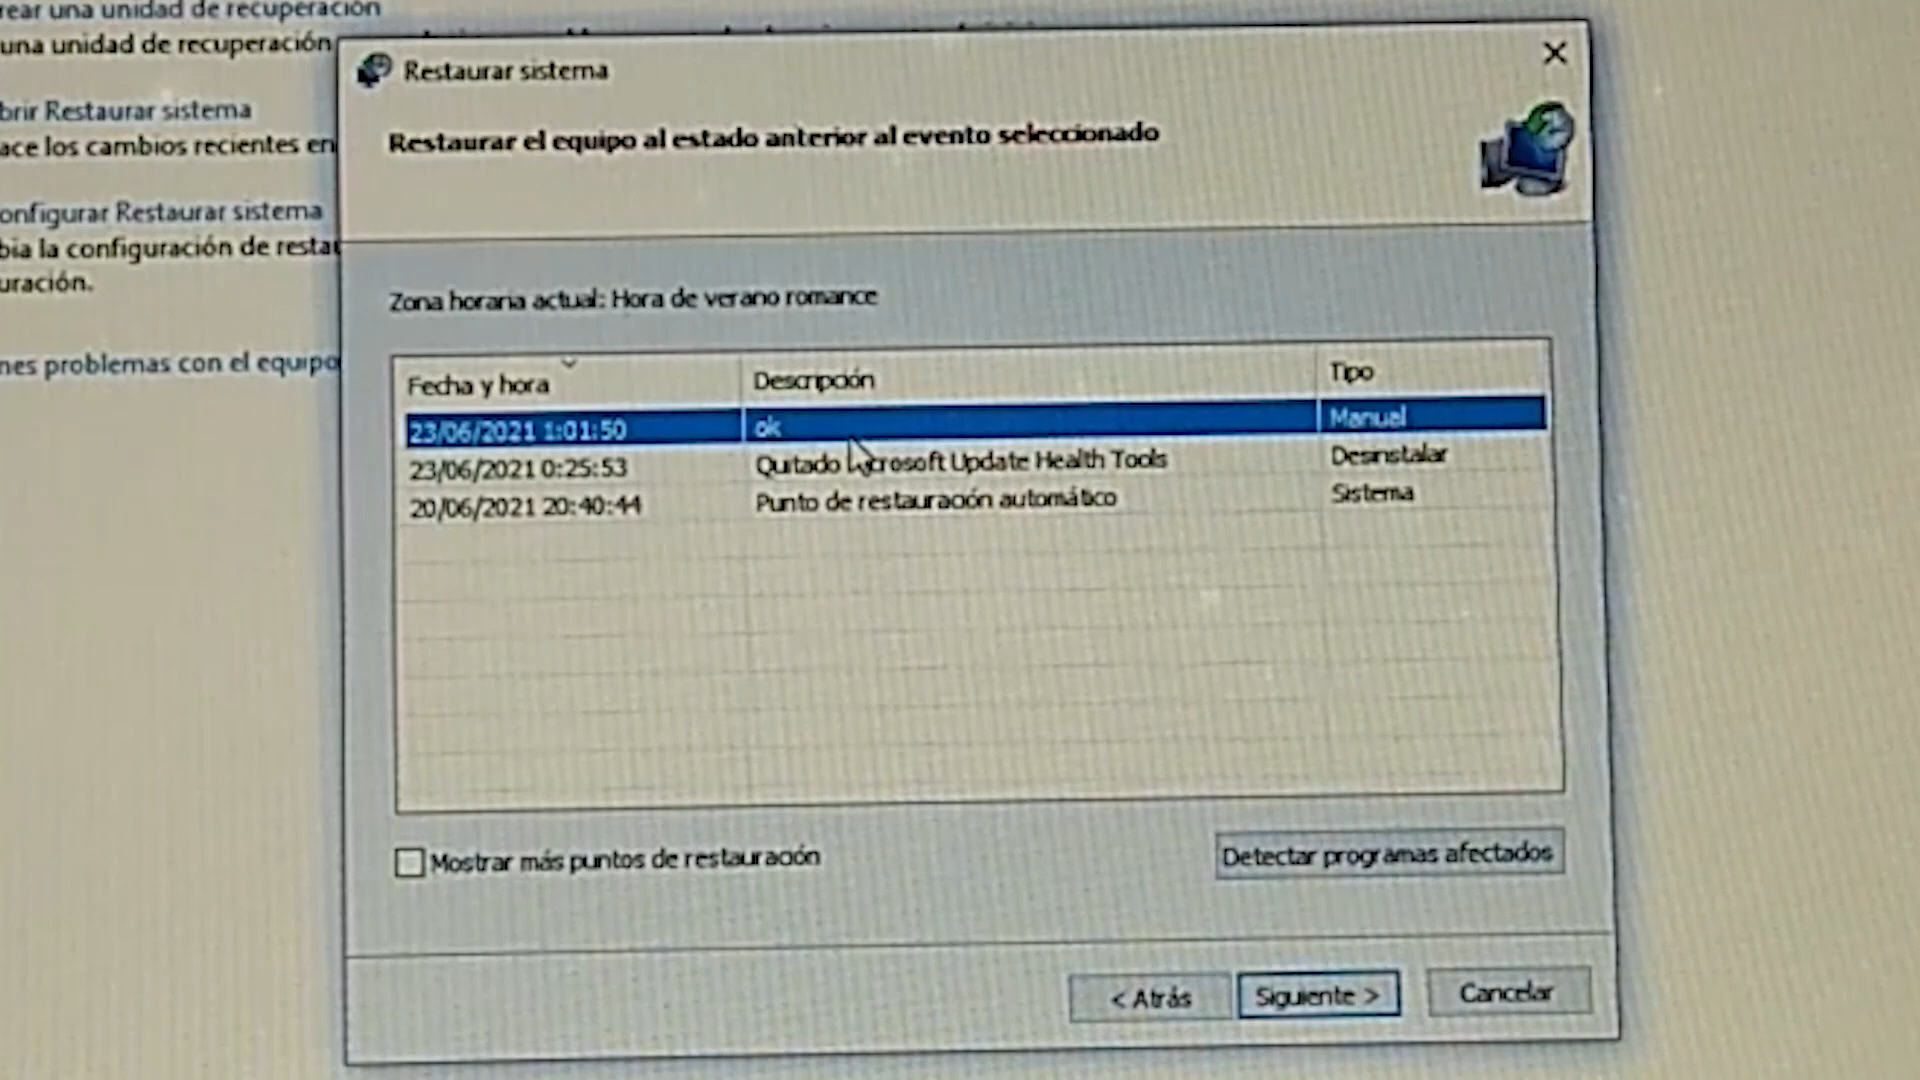 rear una unidad de recuperación
una unidad de recuperación
brir Restaurar sistema
ace los cambios recientes en
onfigurar Restaurar sistema
bia la configuración de restau
uración.
nes problemas con el equipo
Restaurar sistema
Restaurar el equipo al estado anterior al evento seleccionado
Zona horaria actual: Hora de verano romance
Fecha y hora Descripción Tipo
23/06/2021 1:01:50 ok Manual
23/06/2021 0:25:53 Quitado Microsoft Update Health Tools Desinstalar
20/06/2021 20:40:44 Punto de restauración automático Sistema
Mostrar más puntos de restauración
Detectar programas afectados
< Atrás Siguiente > Cancelar